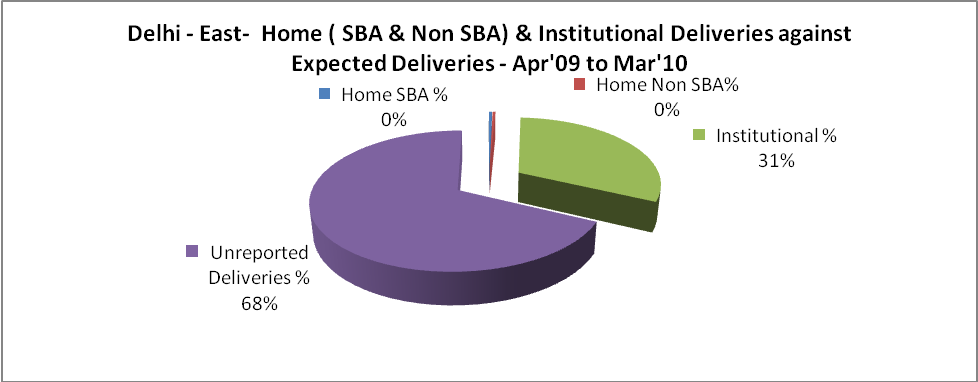 Delhi - East-  Home ( SBA & Non SBA) & Institutional Deliveries against
Expected Deliveries - Apr'09 to Mar'10
Home SBA %
0%
Home Non SBA%
0%
Institutional %
31%
Unreported
Deliveries %
68%